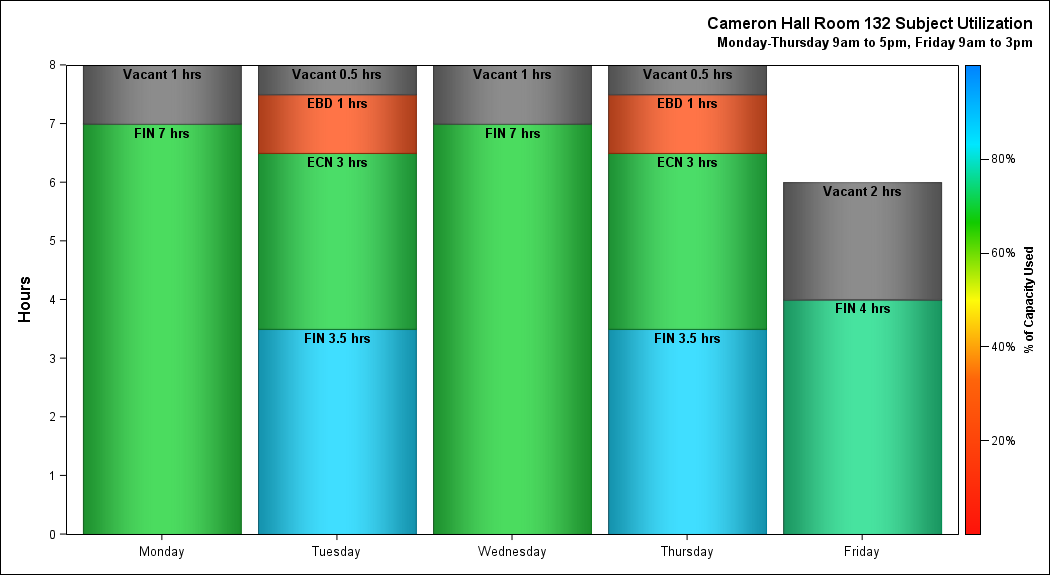 Cameron Hall Room 132 Subject Utilization
Monday-Thursday 9am to 5pm, Friday 9am to 3pm
Hours
8
7
6
5
4
3
2
1
0
Vacant 1 hrs
FIN 7 hrs
Vacant 0.5 hrs
EBD 1 hrs
ECN 3 hrs
FIN 3.5 hrs
Vacant 1 hrs
FIN 7 hrs
Vacant 0.5 hrs
EBD 1 hrs
ECN 3 hrs
FIN 3.5 hrs
Vacant 2 hrs
FIN 4 hrs
Monday
Tuesday
Wednesday
Thursday
Friday
80%
60%
40%
20%
% of Capacity Used